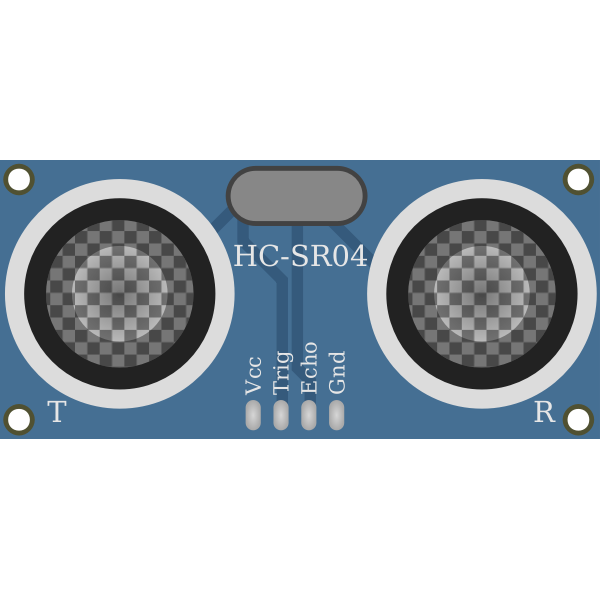 HC-SR04
Vcc
Trig
Echo
Gnd
T
R